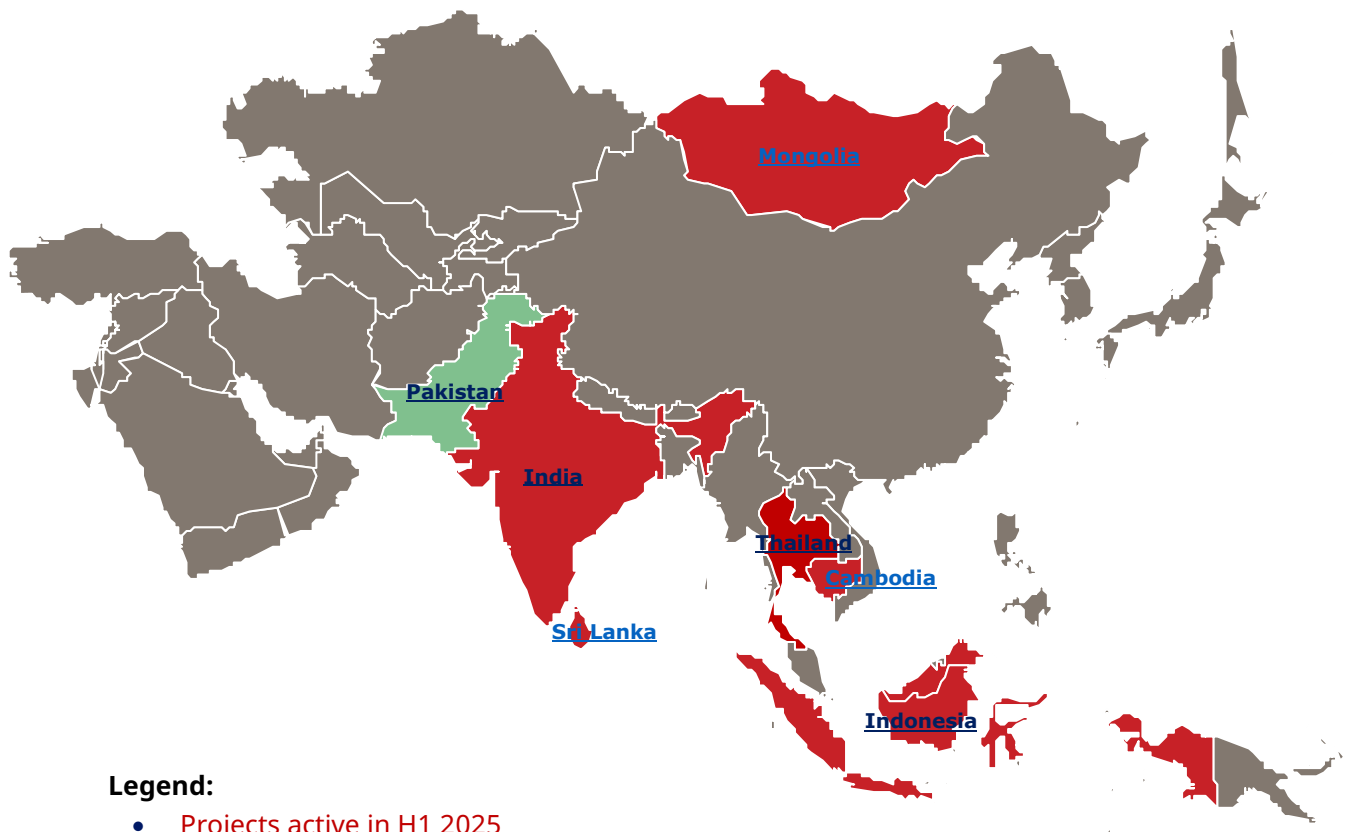 Mongolia
Pakistan
India
Thailand
Cambodia
Sri Lanka
Indonesia
Legend:
• Projects active in H1 2025